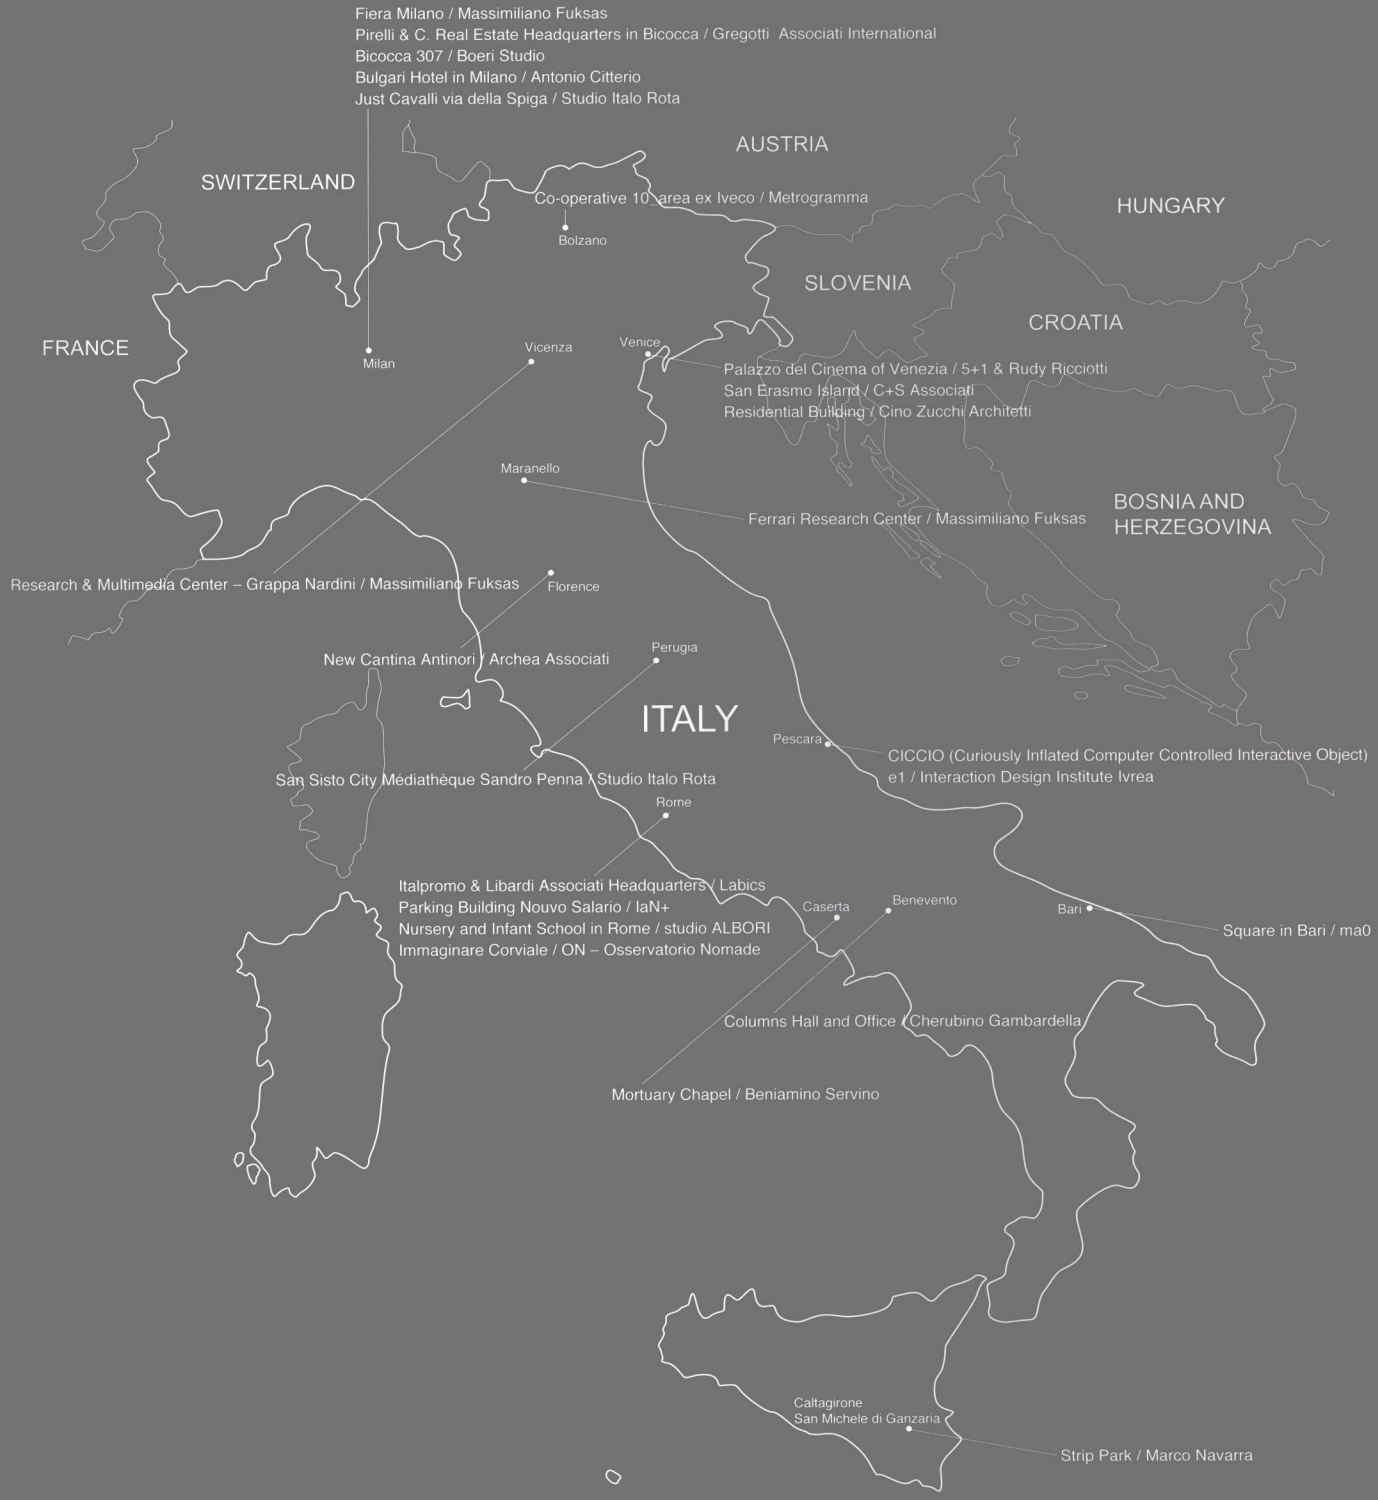 Fiera Milano / Massimiliano Fuksas
Pirelli & C. Real Estate Headquarters in Bicocca / Gregotti Associati International
Bicocca 307 / Boeri Studio
Bulgari Hotel in Milano / Antonio Citterio
Just Cavalli via della Spiga / Studio Italo Rota
AUSTRIA
SWITZERLAND
Co-operative 10_area ex Iveco / Metrogramma
HUNGARY
Bolzano
SLOVENIA
CROATIA
FRANCE
Milan
Vicenza
Venice
Palazzo del Cinema of Venezia / 5+1 & Rudy Ricciotti
San Erasmo Island / C+S Associati
Residential Building / Cino Zucchi Architetti
Maranello
BOSNIA AND
HERZEGOVINA
Ferrari Research Center / Massimiliano Fuksas
Research & Multimedia Center – Grappa Nardini / Massimiliano Fuksas
Florence
New Cantina Antinori / Archea Associati
Perugia
ITALY
Pescara
CICCIO (Curiously Inflated Computer Controlled Interactive Object)
e1 / Interaction Design Institute Ivrea
San Sisto City Médiathèque Sandro Penna / Studio Italo Rota
Rome
Italpromo & Libardi Associati Headquarters / Labics
Parking Building Nouvo Salario / IaN+
Nursery and Infant School in Rome / studio ALBORI
Immaginare Corviale / ON – Osservatorio Nomade
Caserta
Benevento
Bari
Square in Bari / ma0
Columns Hall and Office / Cherubino Gambardella
Mortuary Chapel / Beniamino Servino
Caltagirone
San Michele di Ganzaria
Strip Park / Marco Navarra